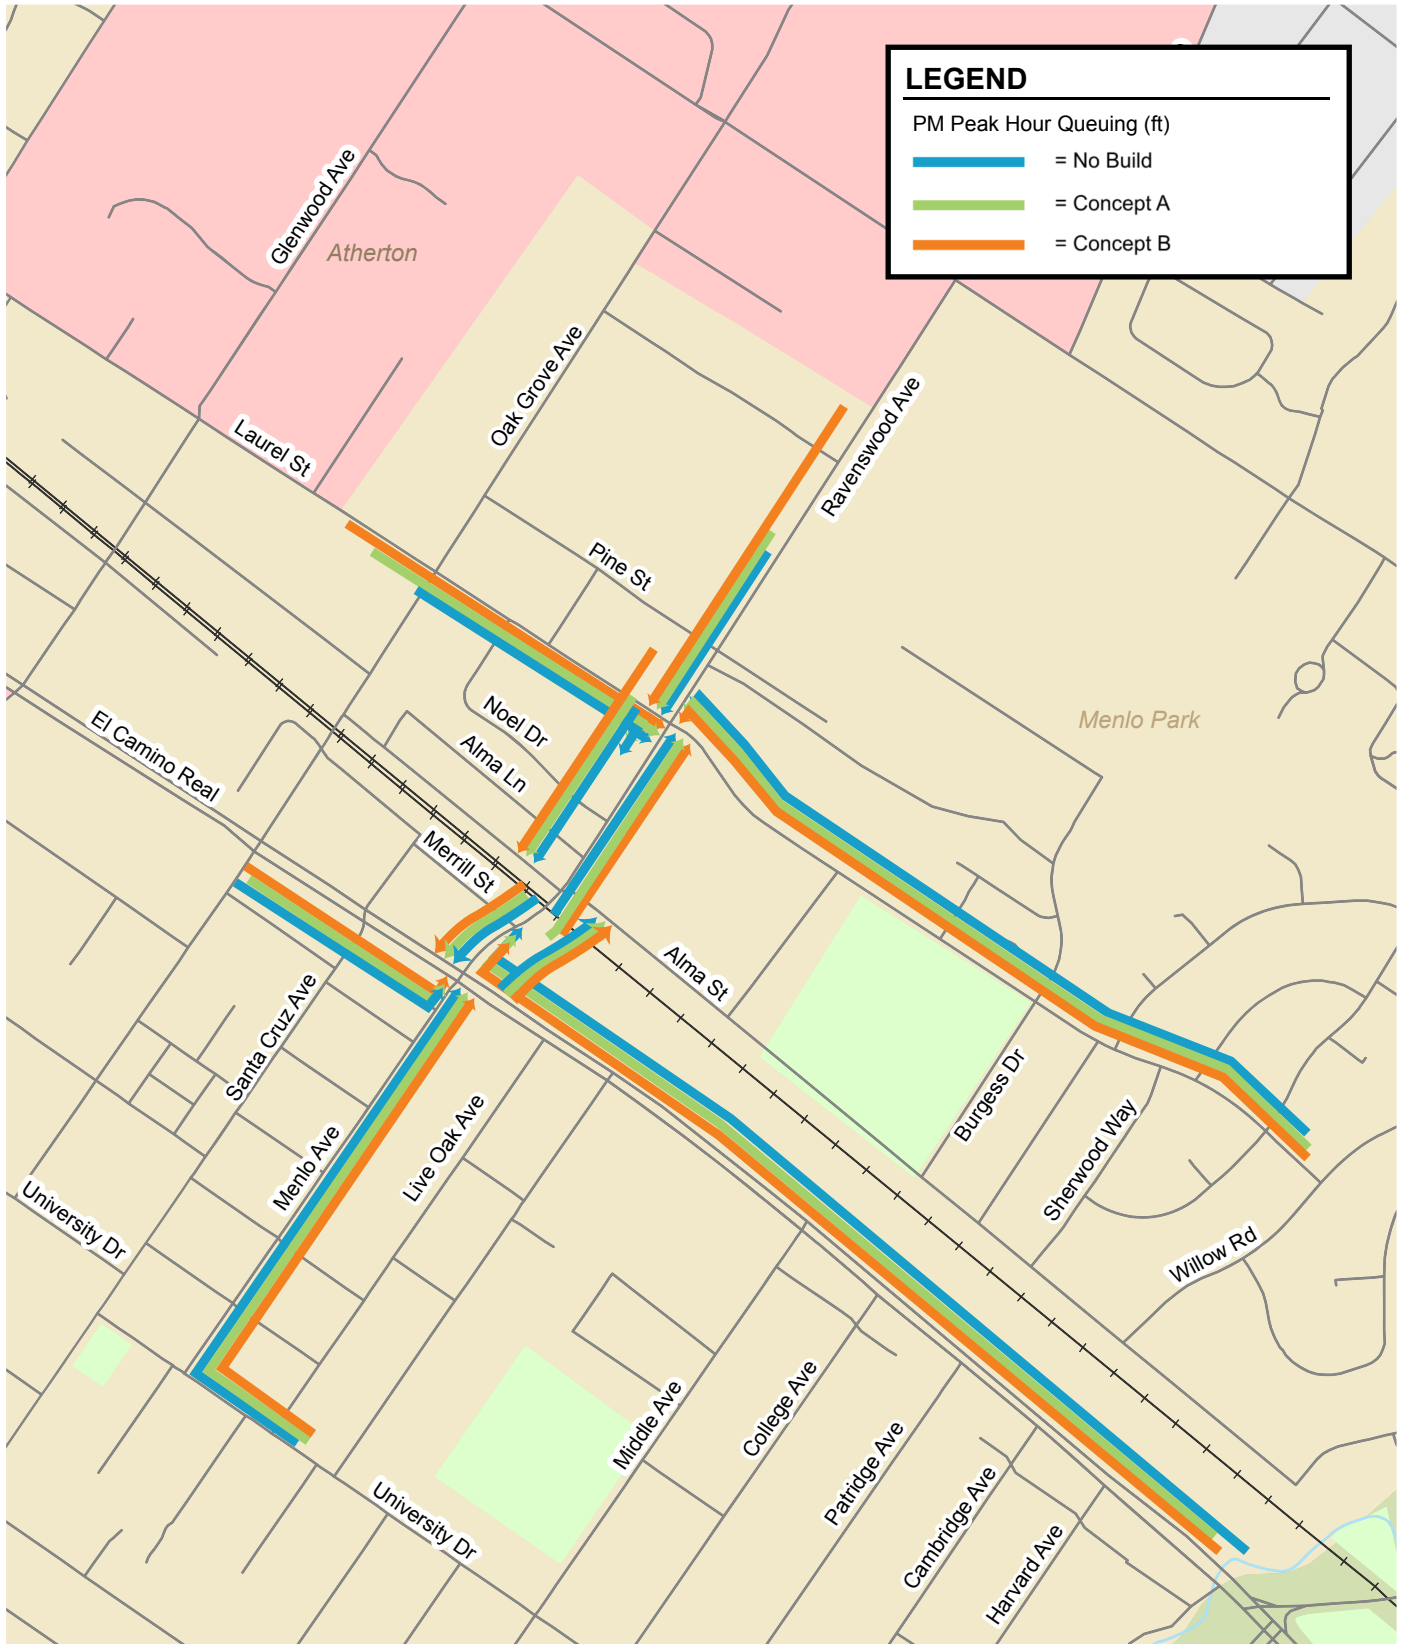 LEGEND
PM Peak Hour Queuing (ft)
= No Build
= Concept A
= Concept B
Glenwood Ave
Atherton
Oak Grove Ave
Ravenswood Ave
Laurel St
Pine St
Menlo Park
Noel Dr
El Camino Real
Alma Ln
Merrill St
Alma St
Santa Cruz Ave
Burgess Dr
Live Oak Ave
Menlo Ave
Sherwood Way
University Dr
Willow Rd
Middle Ave
College Ave
Patridge Ave
University Dr
Cambridge Ave
Harvard Ave